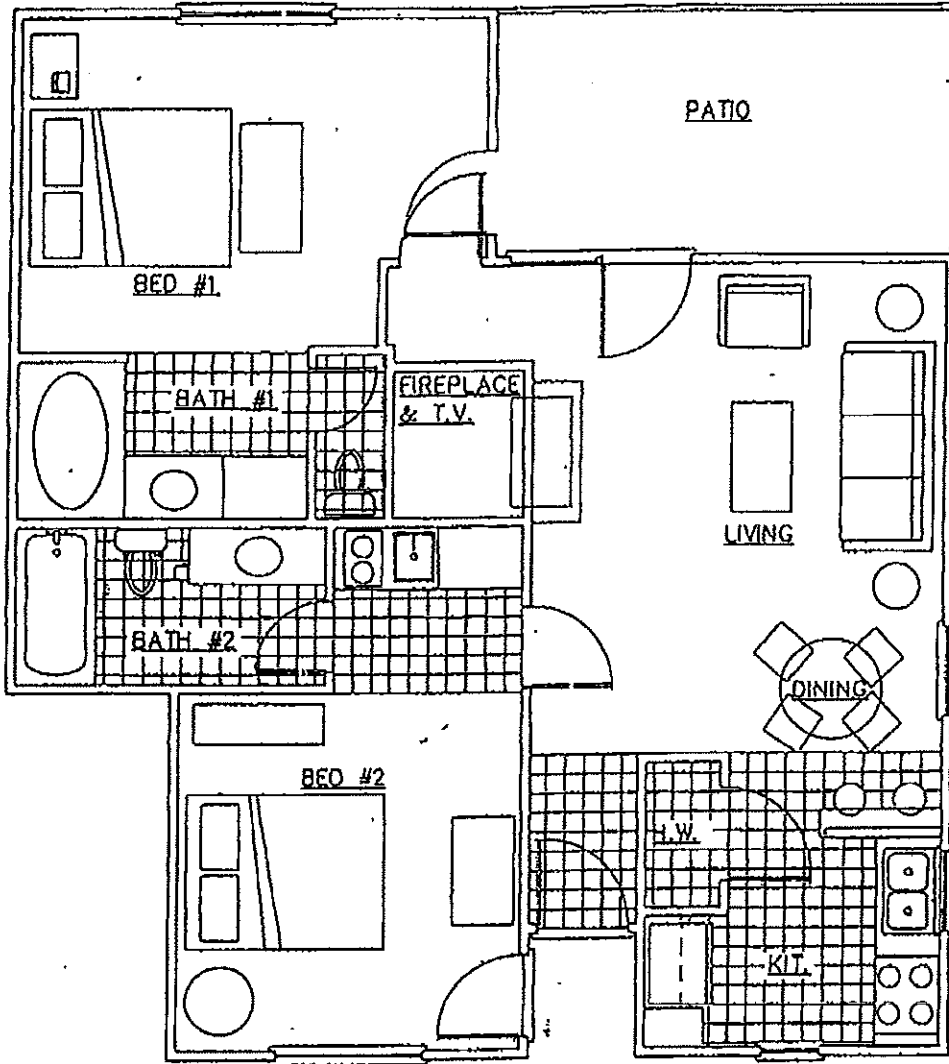 PATIO
BED #1
BATH #1
FIREPLACE
& T.V.
LIVING
BATH #2
DINING
BED #2
H.W.
KIT.